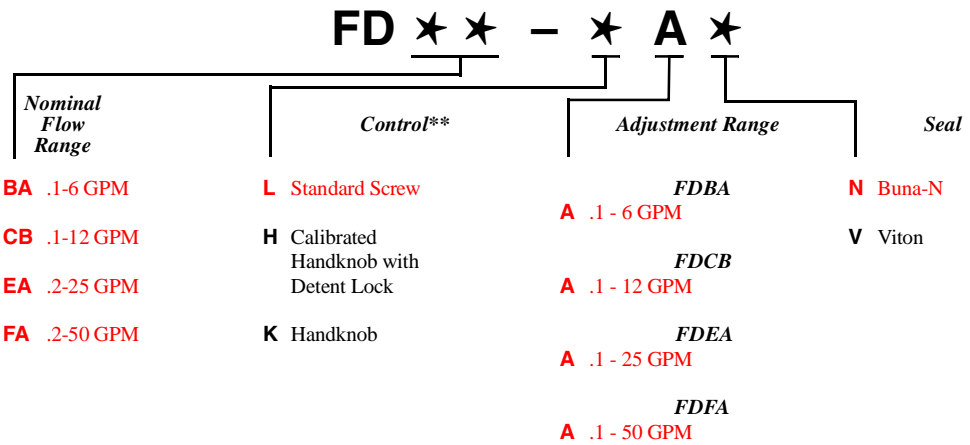 FD ★ ★ – ★ A ★
Nominal
Flow
Range
BA .1-6 GPM
CB .1-12 GPM
EA .2-25 GPM
FA .2-50 GPM
Control**
L Standard Screw
H Calibrated
Handknob with
Detent Lock
K Handknob
Adjustment Range
FDBA
A .1 - 6 GPM
FDCB
A .1 - 12 GPM
FDEA
A .1 - 25 GPM
FDFA
A .1 - 50 GPM
Seal
N Buna-N
V Viton